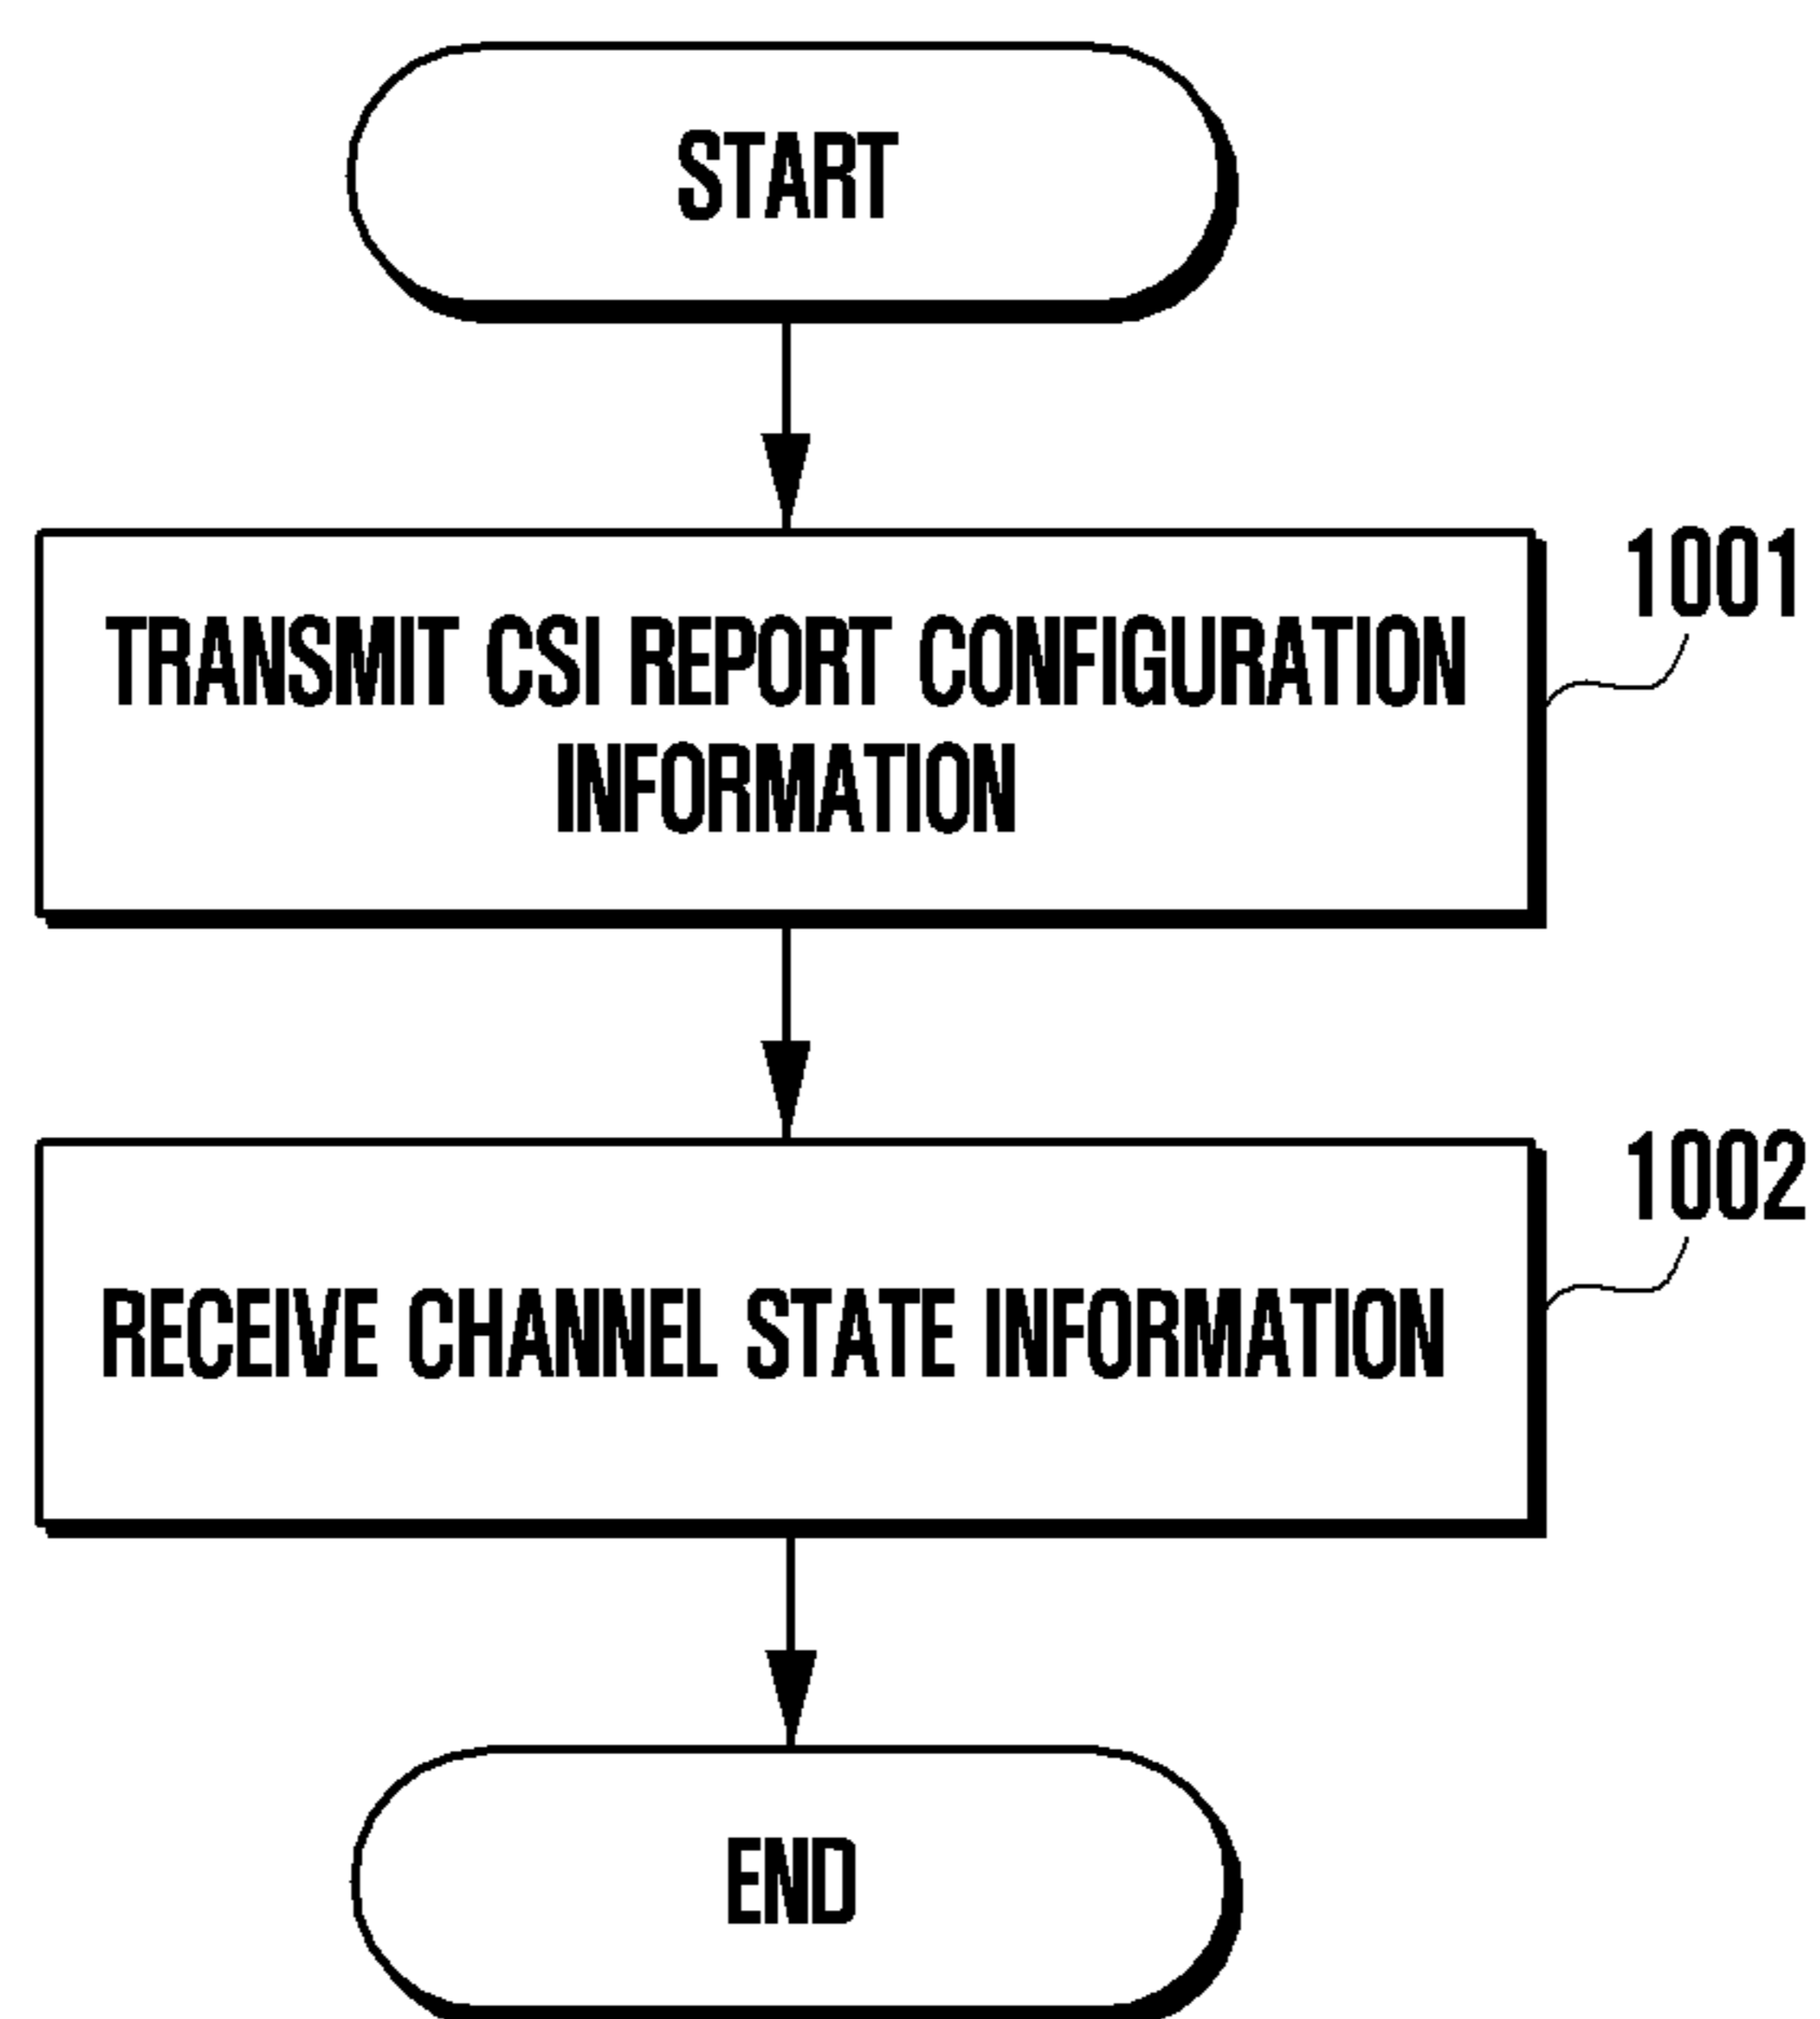 START
1001
TRANSMIT CSI REPORT CONFIGURATION
INFORMATION
1002
RECEIVE CHANNEL STATE INFORMATION
END